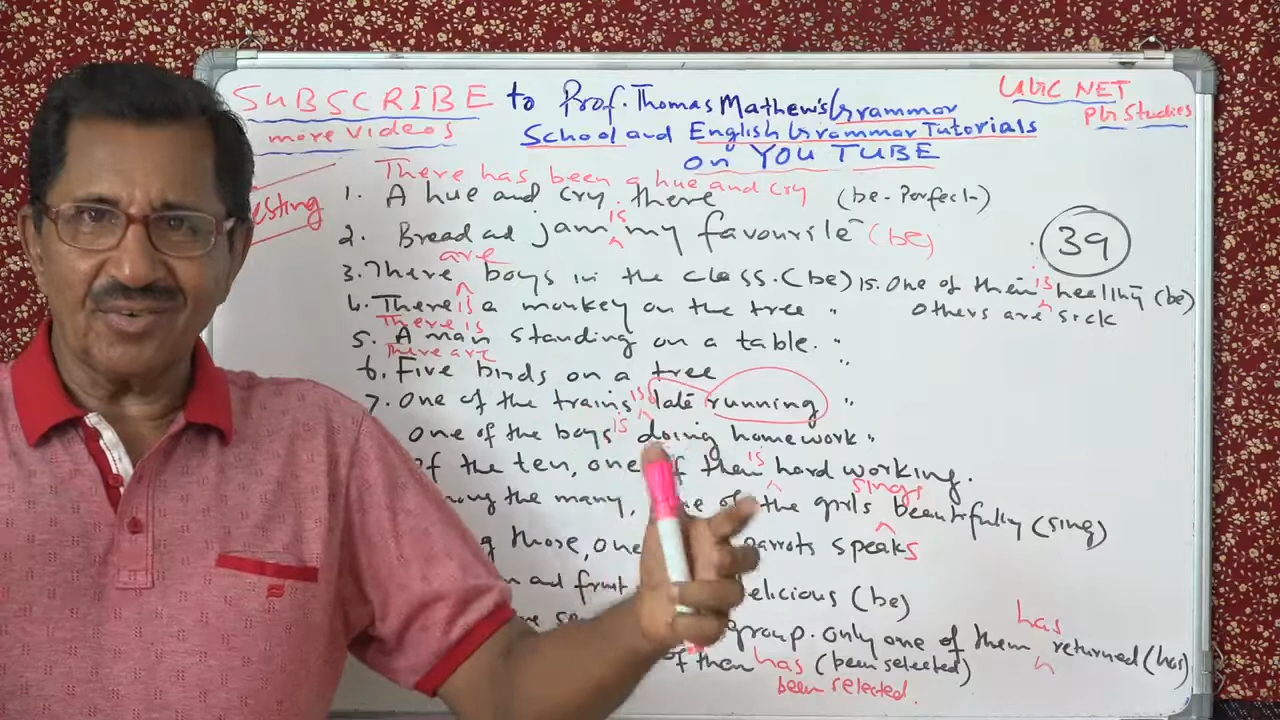 SUBSCRIBE to Prof. Thomas Mathew's Grammar
more videos School and English Grammar Tutorials
on YOU TUBE
UGC NET
PG Studies
There has been a hue and cry
1. A hue and cry there (be-Perfect)
is
2. Bread ad jam ^ my favourite (be)
39
are
3. There ^ boys in the class. (be) is. One of them is ^ healthy (be)
4. There is a monkey on the tree " others are sick
There is
5. A man standing on a table. "
There are
6. Five birds on a tree "
7. One of the trains is ^ late running "
One of the boys is doing homework "
of the ten, one of them is ^ hard working.
sings
the many, of the girls ^ beautifully (sing)
those, one parrots speaks
ad fruit delicious (be)
has
group. only one of them ^ returned (has)
of them has (been selected)
been selected.